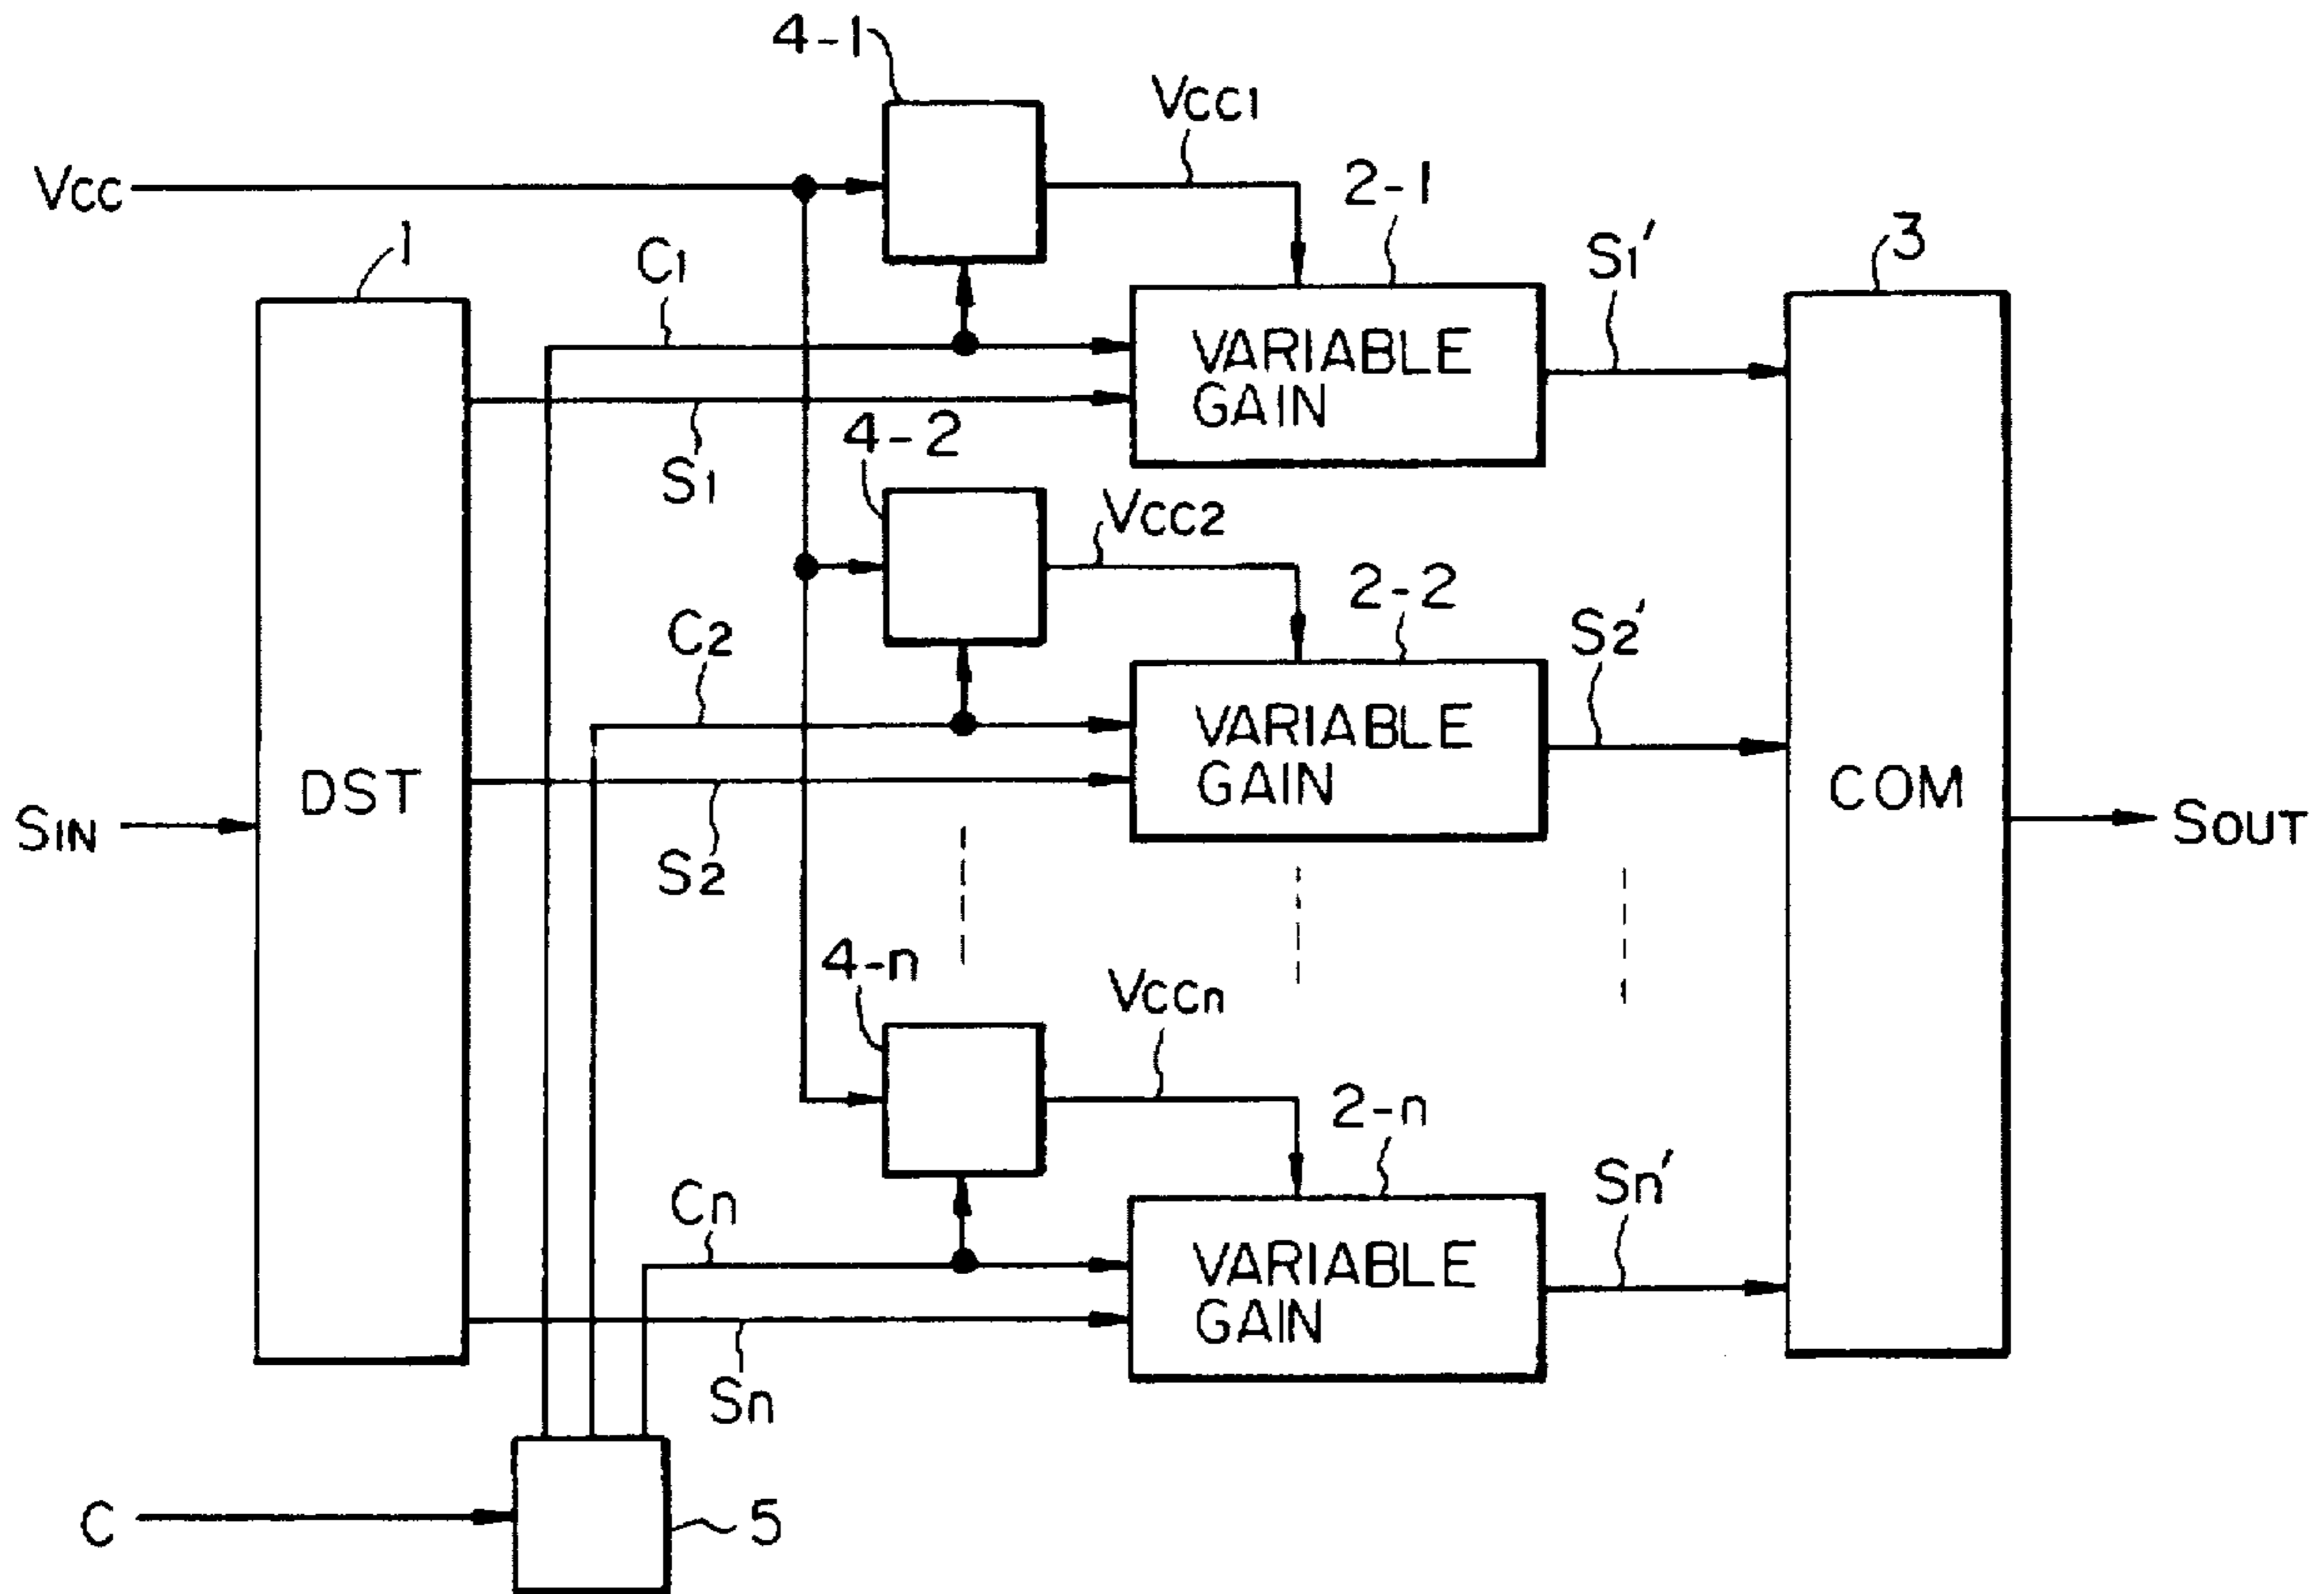 4-1
Vcc1
Vcc
2-1
1
C1
S1'
3
VARIABLE
GAIN
4-2
S1
Vcc2
2-2
C2
S2'
VARIABLE
GAIN
DST
COM
SIN
SOUT
S2
4-n
Vccn
2-n
Cn
Sn'
VARIABLE
GAIN
Sn
C
5